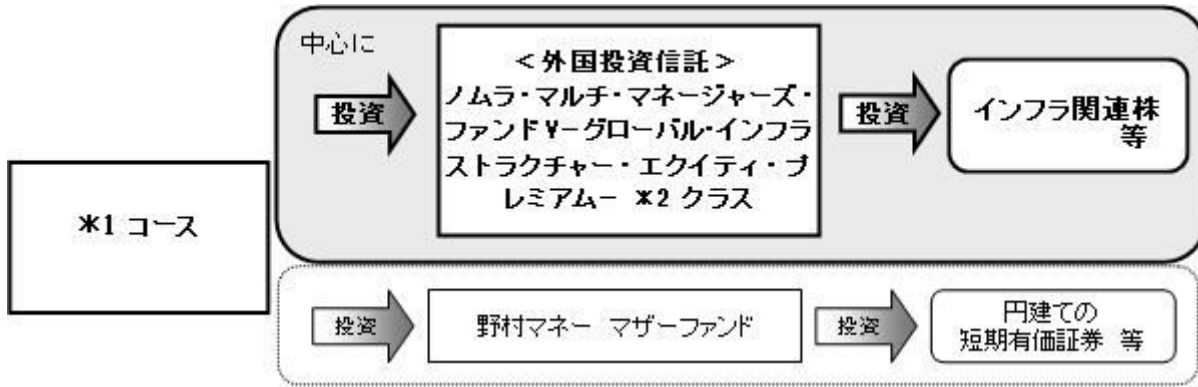 中心に
投資
<外国投資信託>
ノムラ・マルチ・マネージャーズ・
ファンドⅤ－グローバル・インフラ
ストラクチャー・エクイティ・プ
レミアム－ *2 クラス
投資
インフラ関連株
等
*1 コース
投資
野村マネー マザーファンド
投資
円建ての
短期有価証券 等